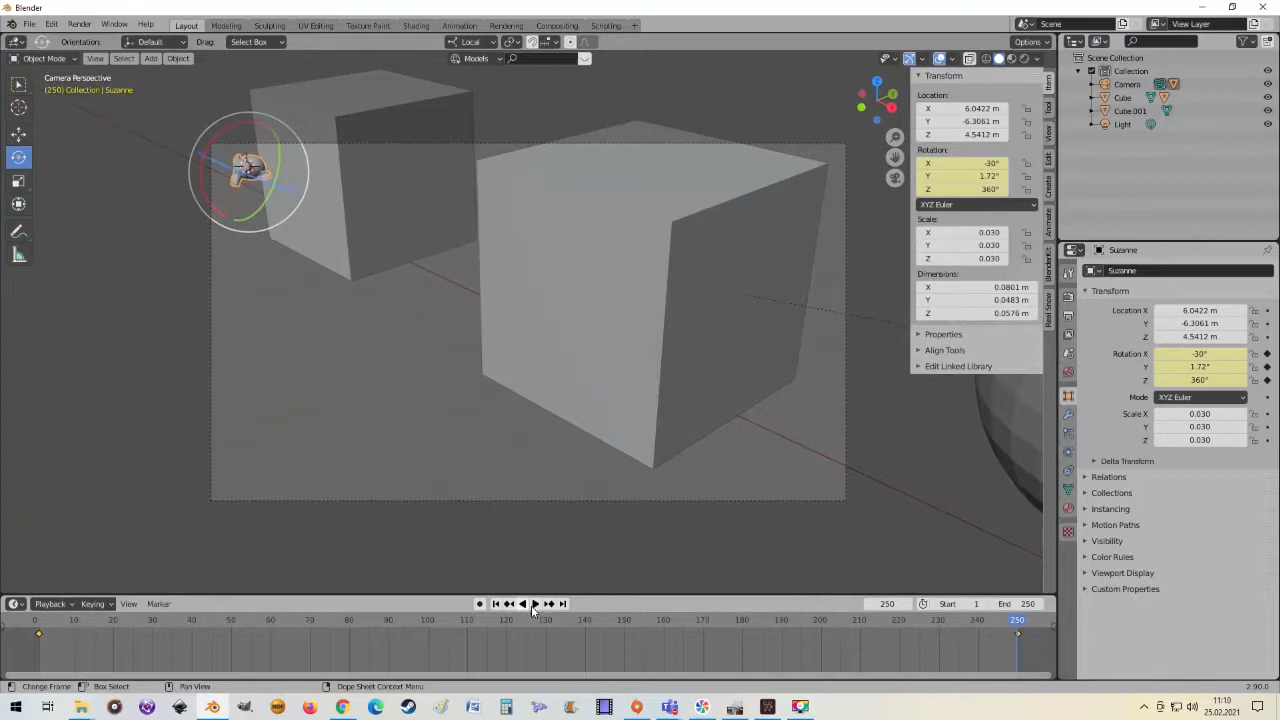 Blender
File Edit Render Window Help Layout Modeling Sculpting UV Editing Texture Paint Shading Animation Rendering Compositing Scripting + Scene View Layer
Orientation: Default Drag: Select Box Local Options
Object Mode View Select Add Object Models
Camera Perspective
(250) Collection | Suzanne
Transform
Location:
X 6.0422 m
Y -6.3061 m
Z 4.5412 m
Rotation:
X -30°
Y 1.72°
Z 360°
XYZ Euler
Scale:
X 0.030
Y 0.030
Z 0.030
Dimensions:
X 0.0801 m
Y 0.0483 m
Z 0.0576 m
Properties
Align Tools
Edit Linked Library
Item
Tool
View
Edit
Create
Animate
BlenderKit
Real Snow
Scene Collection
Collection
Camera
Cube
Cube.001
Light
Suzanne
Suzanne
Transform
Location X 6.0422 m
Y -6.3061 m
Z 4.5412 m
Rotation X -30°
Y 1.72°
Z 360°
Mode XYZ Euler
Scale X 0.030
Y 0.030
Z 0.030
Delta Transform
Relations
Collections
Instancing
Motion Paths
Visibility
Color Rules
Viewport Display
Custom Properties
Playback Keying View Marker 250 Start 1 End 250
0 10 20 30 40 50 60 70 80 90 100 110 120 130 140 150 160 170 180 190 200 210 220 230 240 250
Change Frame Box Select Pan View Dope Sheet Context Menu 2.90.0
11:10
25.02.2021